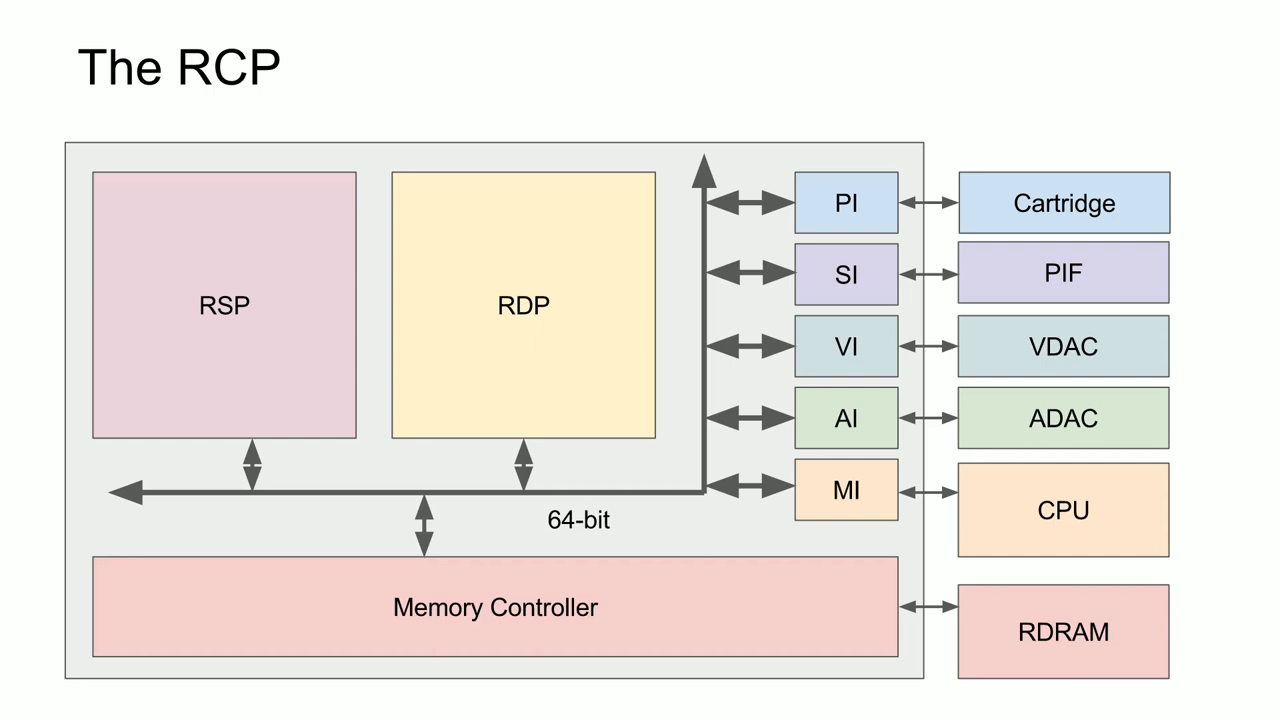 The RCP
RSP
RDP
PI
Cartridge
SI
PIF
VI
VDAC
AI
ADAC
MI
CPU
64-bit
Memory Controller
RDRAM